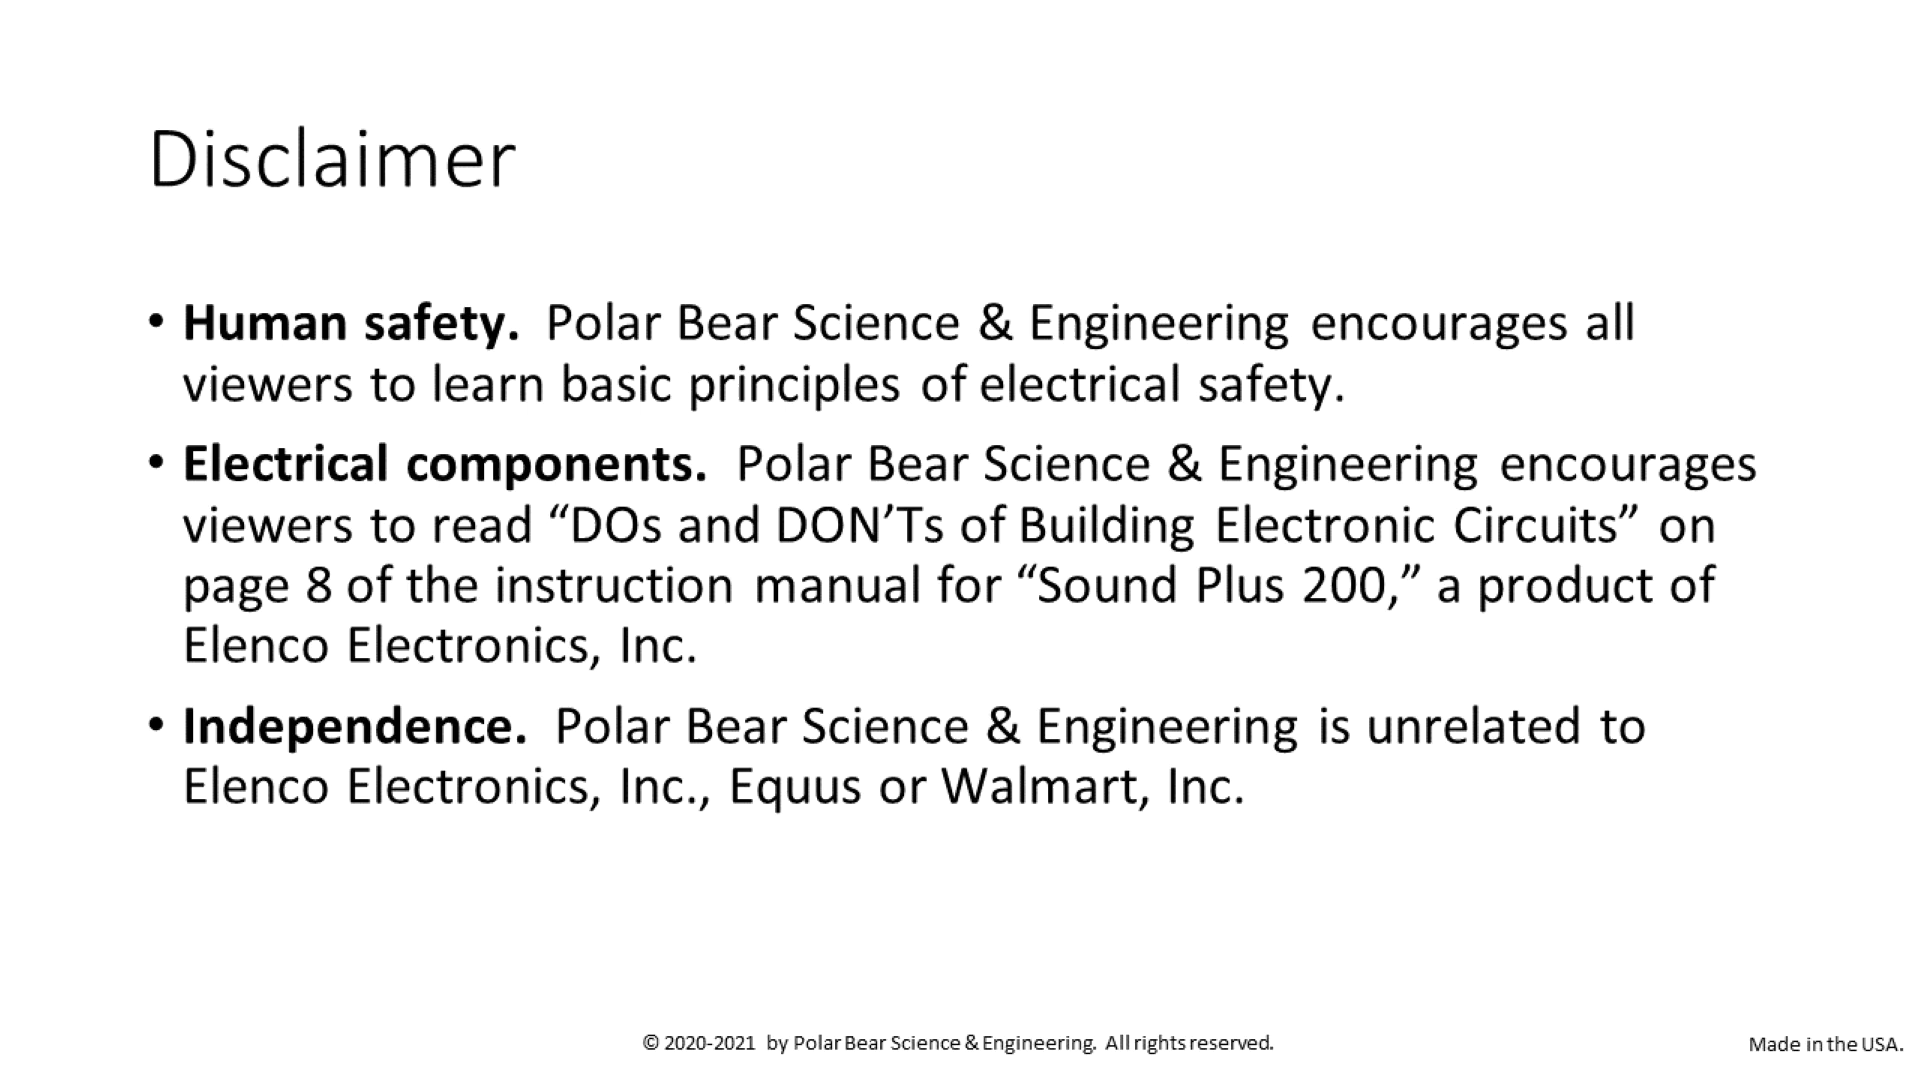 Disclaimer
• Human safety. Polar Bear Science & Engineering encourages all
viewers to learn basic principles of electrical safety.
• Electrical components. Polar Bear Science & Engineering encourages
viewers to read “DOs and DON’Ts of Building Electronic Circuits” on
page 8 of the instruction manual for “Sound Plus 200,” a product of
Elenco Electronics, Inc.
• Independence. Polar Bear Science & Engineering is unrelated to
Elenco Electronics, Inc., Equus or Walmart, Inc.
© 2020-2021 by Polar Bear Science & Engineering. All rights reserved.
Made in the USA.